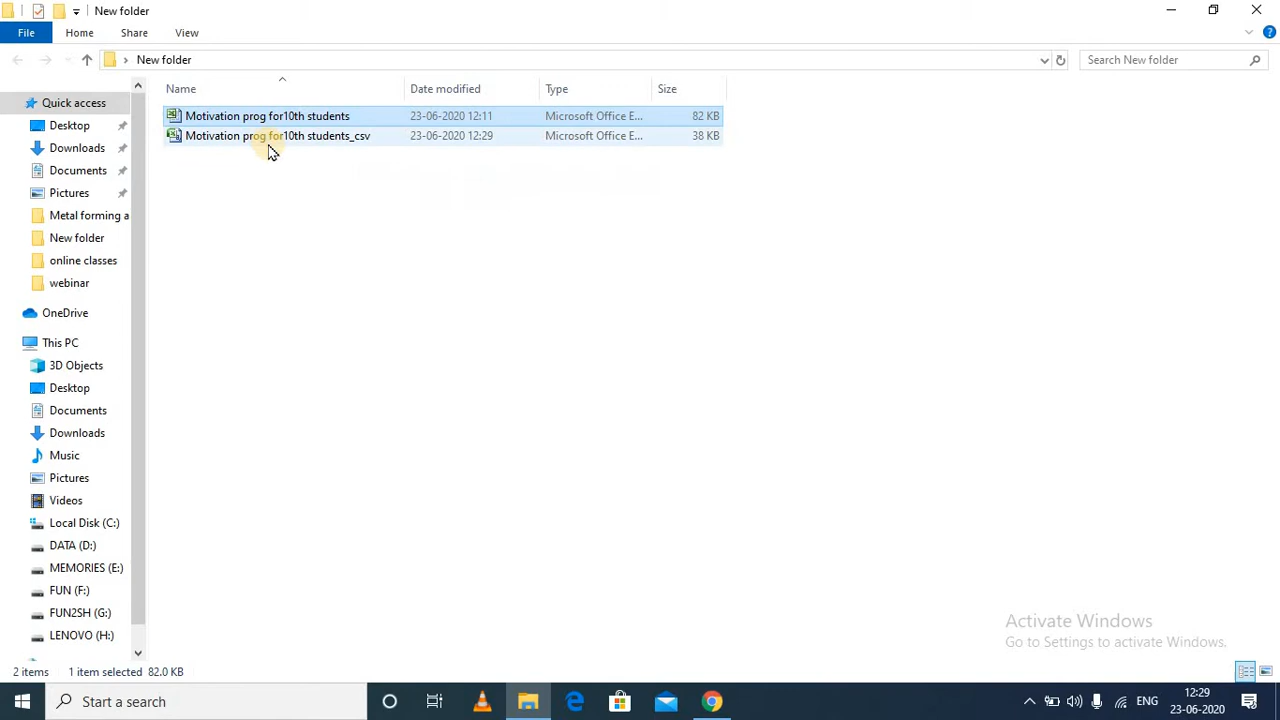 New folder
File
Home
Share
View
New folder
Search New folder
Name
Date modified
Type
Size
Quick access
Motivation prog for10th students
23-06-2020 12:11
Microsoft Office E...
82 KB
Motivation prog for10th students_csv
23-06-2020 12:29
Microsoft Office E...
38 KB
Desktop
Downloads
Documents
Pictures
Metal forming a
New folder
online classes
webinar
OneDrive
This PC
3D Objects
Desktop
Documents
Downloads
Music
Pictures
Videos
Local Disk (C:)
DATA (D:)
MEMORIES (E:)
FUN (F:)
FUN2SH (G:)
LENOVO (H:)
Activate Windows
Go to Settings to activate Windows.
2 items
1 item selected 82.0 KB
Start a search
ENG
12:29
23-06-2020